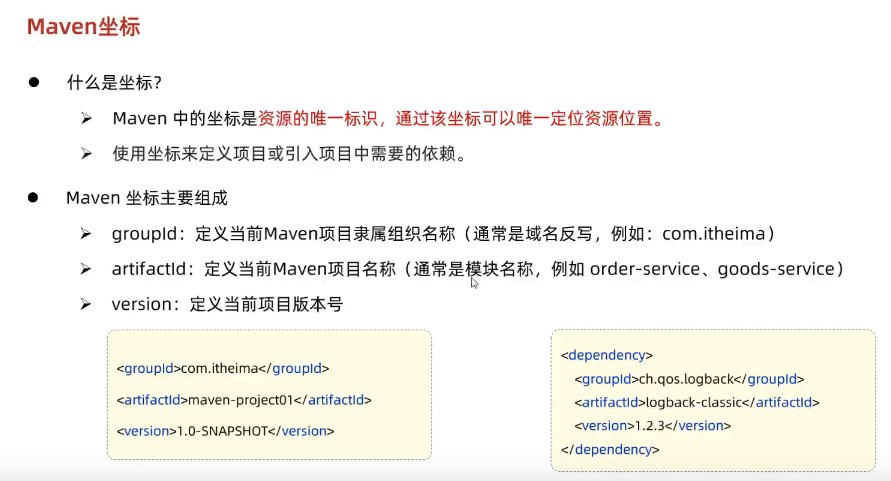 Maven坐标
什么是坐标?
Maven 中的坐标是资源的唯一标识，通过该坐标可以唯一定位资源位置。
使用坐标来定义项目或引入项目中需要的依赖。
Maven 坐标主要组成
groupId：定义当前Maven项目隶属组织名称（通常是域名反写，例如：com.itheima）
artifactId：定义当前Maven项目名称（通常是模块名称，例如 order-service、goods-service）
version：定义当前项目版本号
<groupId>com.itheima</groupId>
<artifactId>maven-project01</artifactId>
<version>1.0-SNAPSHOT</version>
<dependency>
<groupId>ch.qos.logback</groupId>
<artifactId>logback-classic</artifactId>
<version>1.2.3</version>
</dependency>